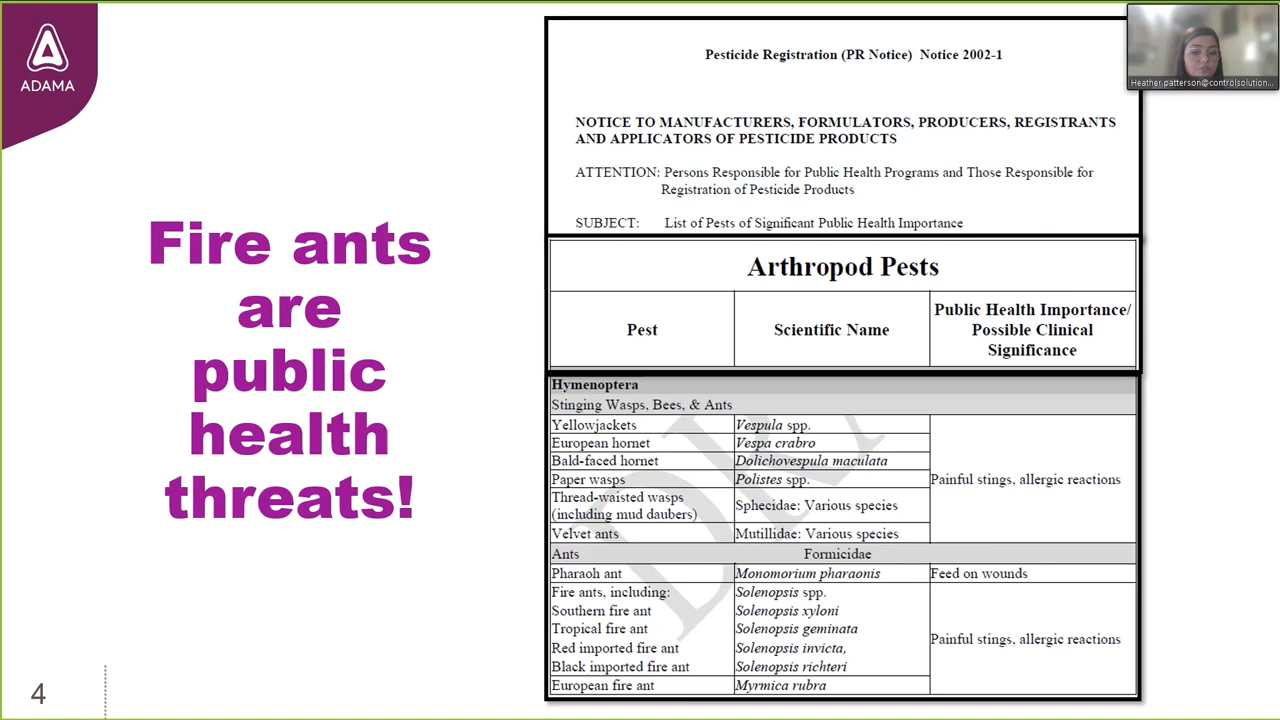 ADAMA
Heather.patterson@controlsolution...
Fire ants
are
public
health
threats!
4
Pesticide Registration (PR Notice) Notice 2002-1
NOTICE TO MANUFACTURERS, FORMULATORS, PRODUCERS, REGISTRANTS
AND APPLICATORS OF PESTICIDE PRODUCTS
ATTENTION: Persons Responsible for Public Health Programs and Those Responsible for
Registration of Pesticide Products
SUBJECT: List of Pests of Significant Public Health Importance
Arthropod Pests
Pest Scientific Name Public Health Importance/
Possible Clinical
Significance
Hymenoptera
Stinging Wasps, Bees, & Ants
Yellowjackets Vespula spp.
European hornet Vespa crabro
Bald-faced hornet Dolichovespula maculata
Paper wasps Polistes spp. Painful stings, allergic reactions
Thread-waisted wasps
(including mud daubers) Sphecidae: Various species
Velvet ants Mutillidae: Various species
Ants Formicidae
Pharaoh ant Monomorium pharaonis Feed on wounds
Fire ants, including: Solenopsis spp.
Southern fire ant Solenopsis xyloni
Tropical fire ant Solenopsis geminata
Painful stings, allergic reactions
Red imported fire ant Solenopsis invicta,
Black imported fire ant Solenopsis richteri
European fire ant Myrmica rubra